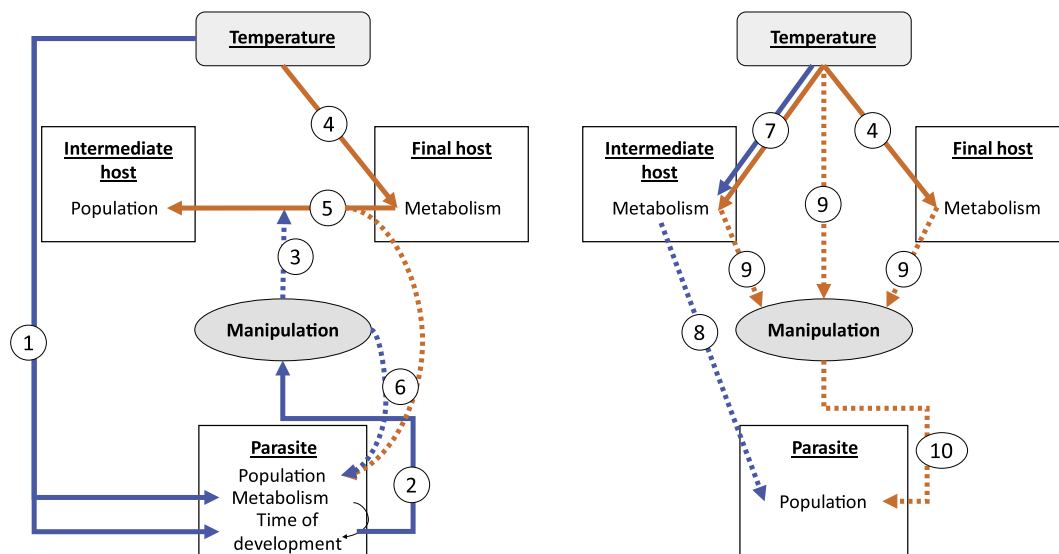 Temperature
4
Intermediate
host
Population
Final host
Metabolism
5
3
1
Manipulation
6
Parasite
Population
Metabolism
Time of
development
2
Temperature
7
4
Intermediate
host
Metabolism
Final host
Metabolism
9
9
9
8
Manipulation
Parasite
10
Population